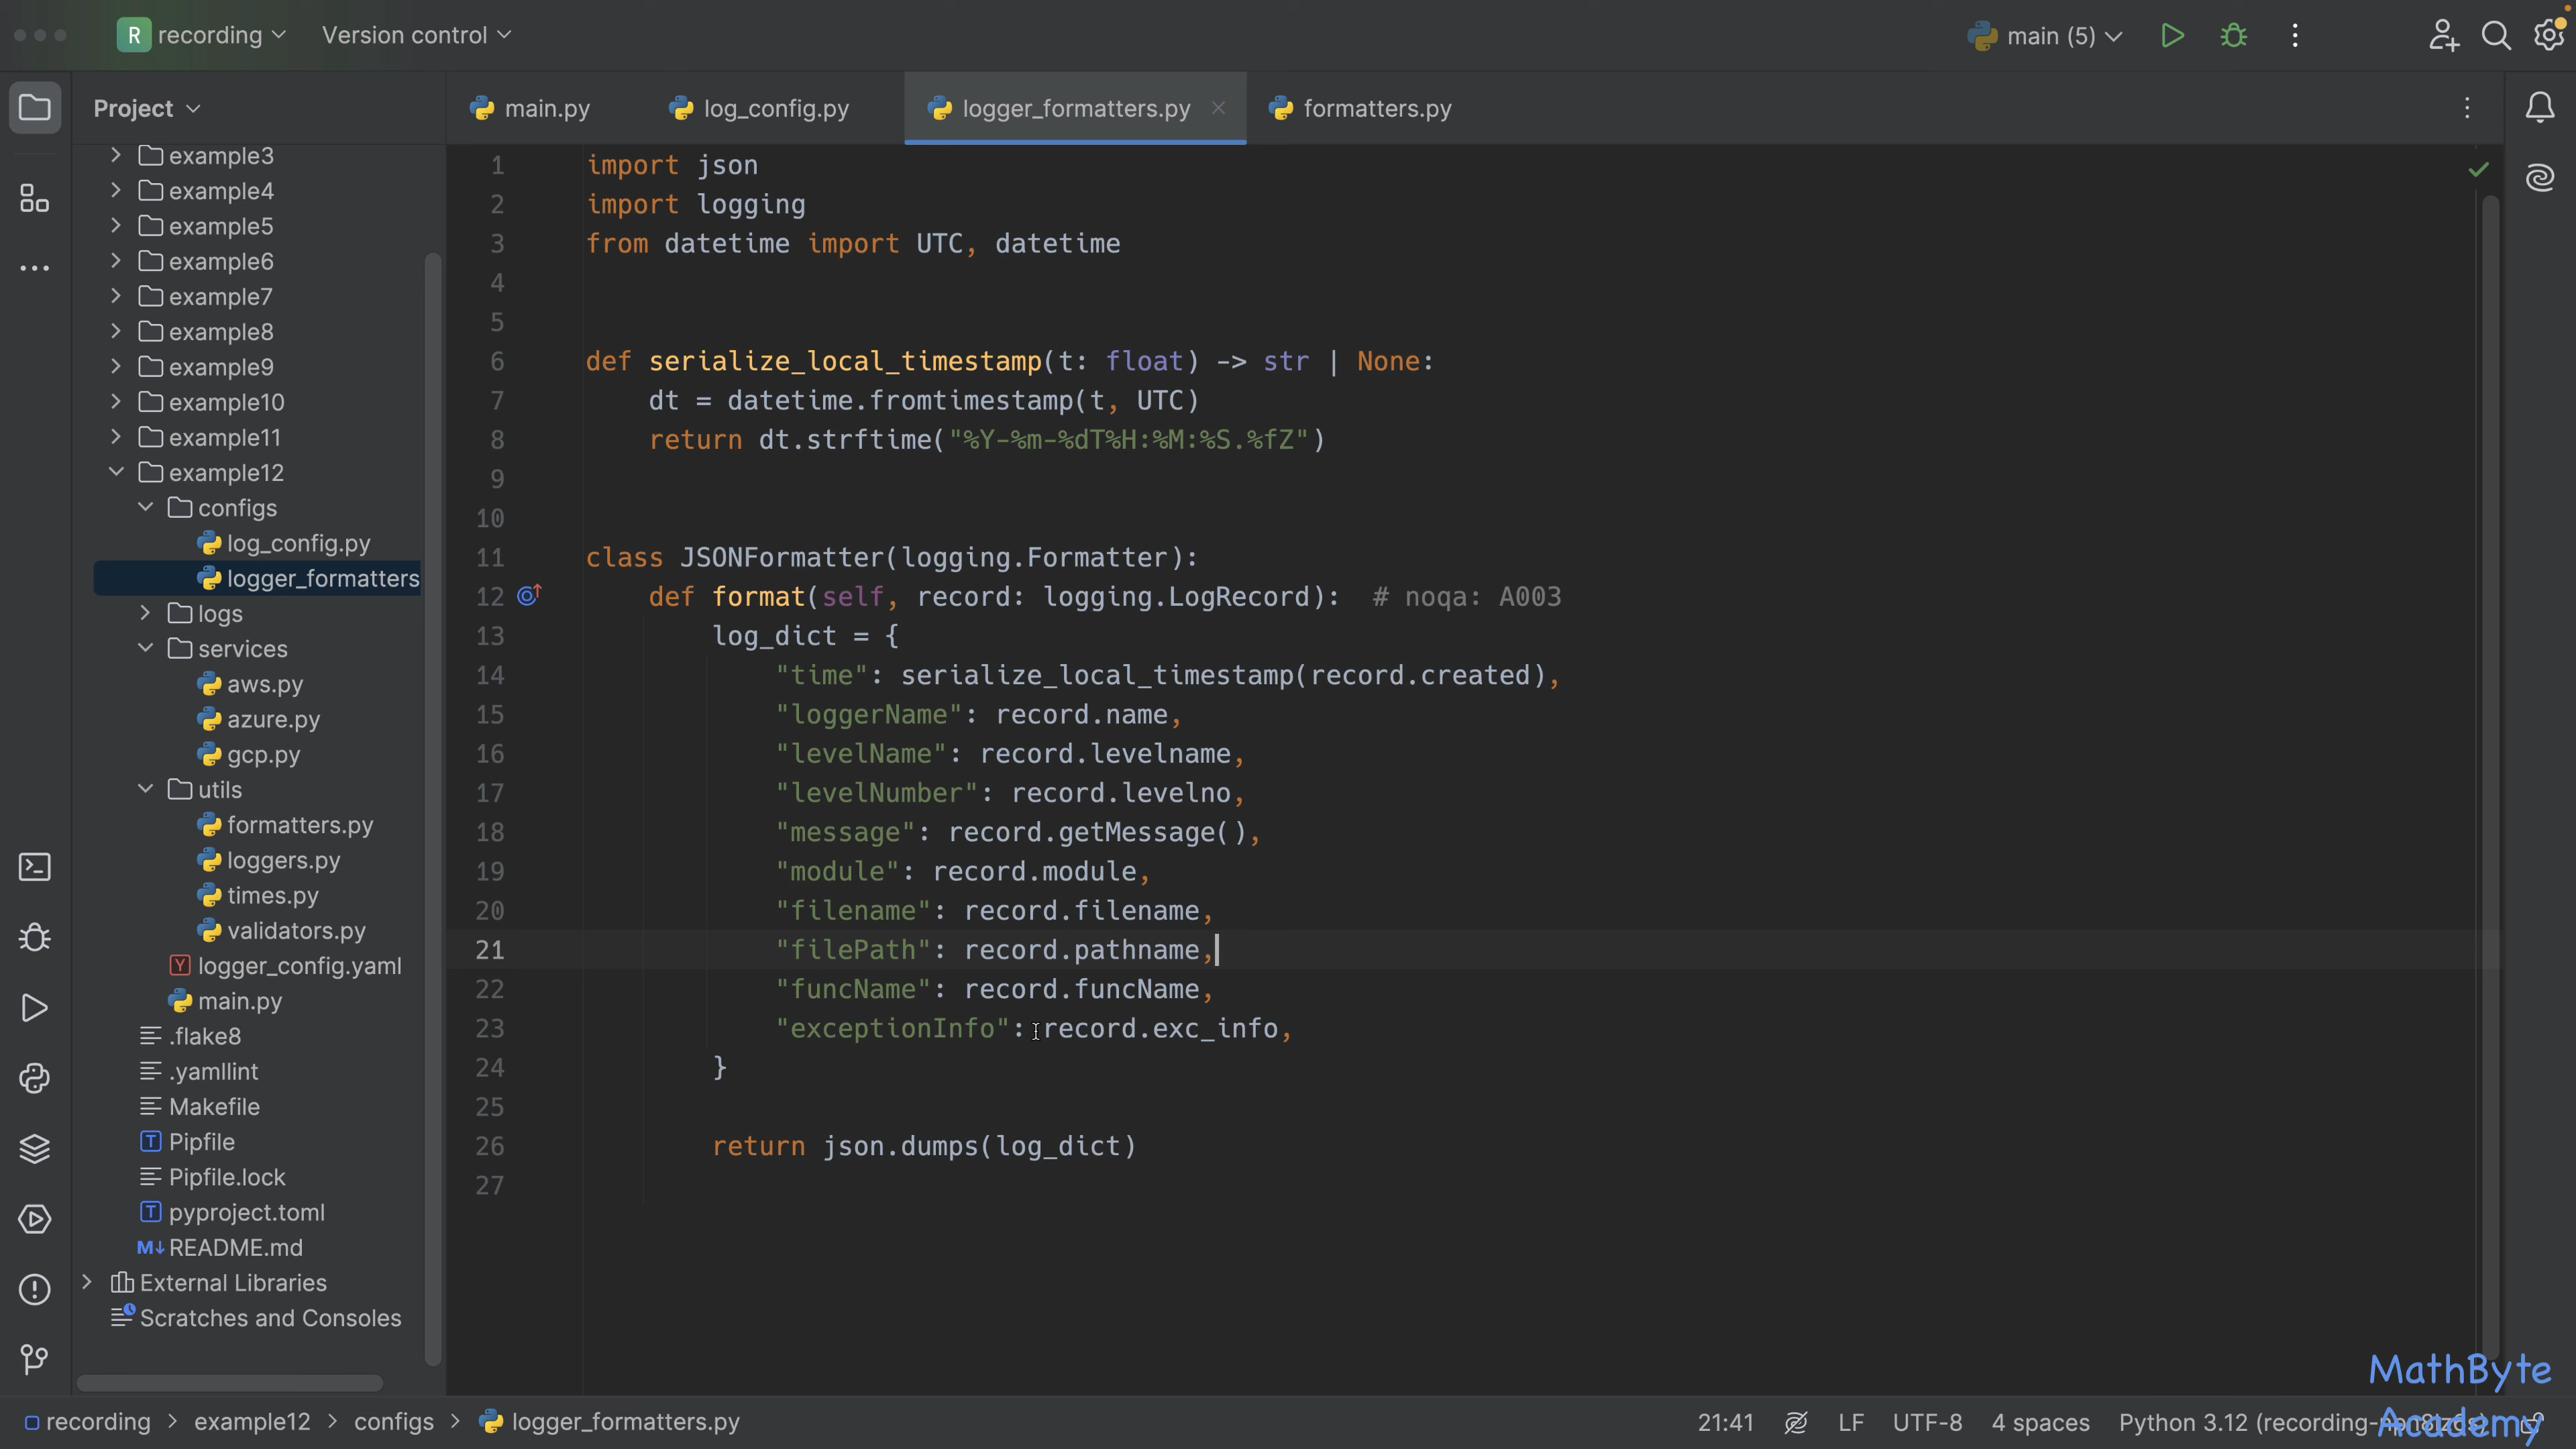 R recording Version control main (5)
Project main.py log_config.py logger_formatters.py formatters.py
example3
example4
example5
example6
example7
example8
example9
example10
example11
example12
configs
log_config.py
logger_formatters
logs
services
aws.py
azure.py
gcp.py
utils
formatters.py
loggers.py
times.py
validators.py
Y logger_config.yaml
main.py
.flake8
.yamllint
Makefile
T Pipfile
Pipfile.lock
T pyproject.toml
M↓ README.md
External Libraries
Scratches and Consoles
1 import json
2 import logging
3 from datetime import UTC, datetime
4
5
6 def serialize_local_timestamp(t: float) -> str | None:
7 dt = datetime.fromtimestamp(t, UTC)
8 return dt.strftime("%Y-%m-%dT%H:%M:%S.%fZ")
9
10
11 class JSONFormatter(logging.Formatter):
12 def format(self, record: logging.LogRecord): # noqa: A003
13 log_dict = {
14 "time": serialize_local_timestamp(record.created),
15 "loggerName": record.name,
16 "levelName": record.levelname,
17 "levelNumber": record.levelno,
18 "message": record.getMessage(),
19 "module": record.module,
20 "filename": record.filename,
21 "filePath": record.pathname,
22 "funcName": record.funcName,
23 "exceptionInfo": record.exc_info,
24 }
25
26 return json.dumps(log_dict)
27
MathByte
Academy
recording > example12 > configs > logger_formatters.py 21:41 LF UTF-8 4 spaces Python 3.12